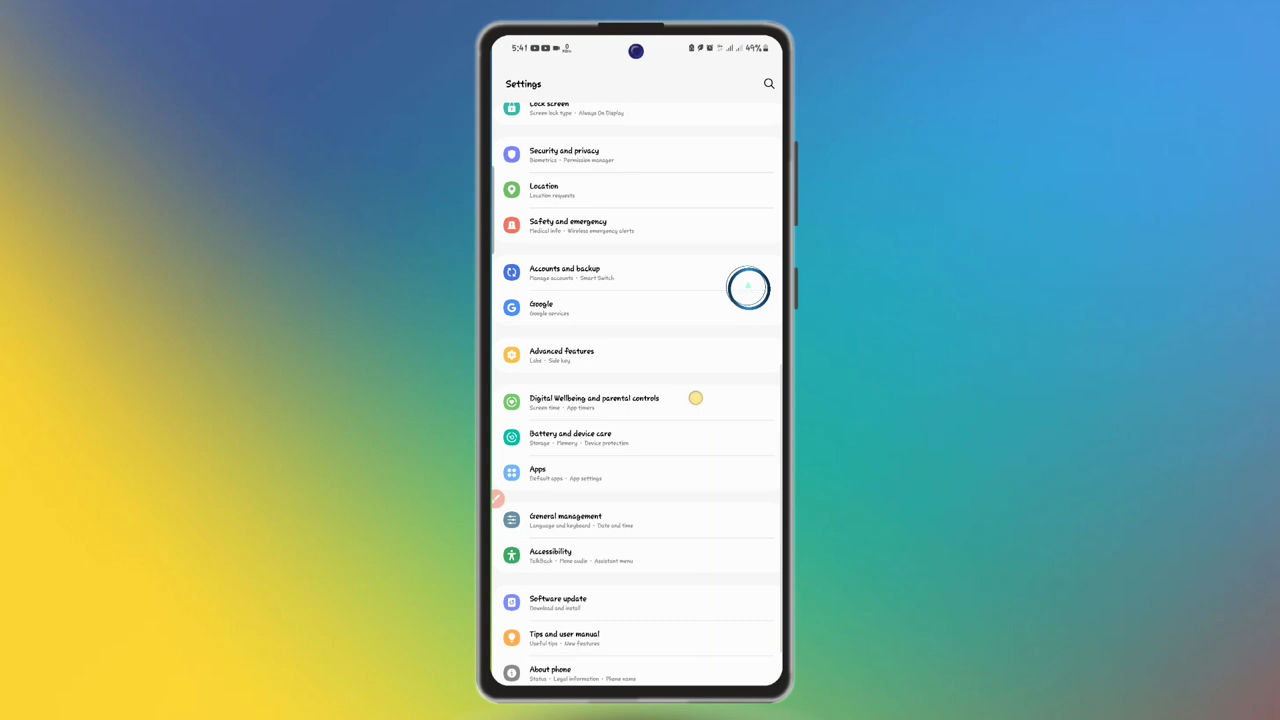 5:41
49%
Settings
Lock screen
Screen lock type · Always On Display
Security and privacy
Biometrics · Permission manager
Location
Location requests
Safety and emergency
Medical info · Wireless emergency alerts
Accounts and backup
Manage accounts · Smart Switch
Google
Google services
Advanced features
Labs · Side key
Digital Wellbeing and parental controls
Screen time · App timers
Battery and device care
Storage · Memory · Device protection
Apps
Default apps · App settings
General management
Language and keyboard · Date and time
Accessibility
TalkBack · Mono audio · Assistant menu
Software update
Download and install
Tips and user manual
Useful tips · New features
About phone
Status · Legal information · Phone name